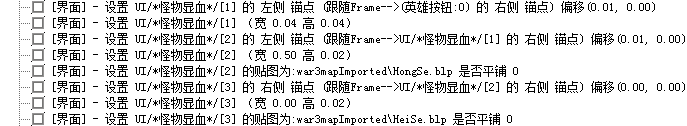 [界面] - 设置 UI/*怪物显血*/[1] 的 左侧 锚点 (跟随Frame-->(英雄按钮:0) 的 右侧 锚点) 偏移(0.01, 0.00)
[界面] - 设置 UI/*怪物显血*/[1] (宽 0.04 高 0.04)
[界面] - 设置 UI/*怪物显血*/[2] 的 左侧 锚点 (跟随Frame-->UI/*怪物显血*/[1] 的 右侧 锚点) 偏移(0.01, 0.00)
[界面] - 设置 UI/*怪物显血*/[2] (宽 0.50 高 0.02)
[界面] - 设置 UI/*怪物显血*/[2] 的贴图为:war3mapImported\HongSe.blp 是否平铺 0
[界面] - 设置 UI/*怪物显血*/[3] 的 右侧 锚点 (跟随Frame-->UI/*怪物显血*/[2] 的 右侧 锚点) 偏移(0.00, 0.00)
[界面] - 设置 UI/*怪物显血*/[3] (宽 0.00 高 0.02)
[界面] - 设置 UI/*怪物显血*/[3] 的贴图为:war3mapImported\HeiSe.blp 是否平铺 0